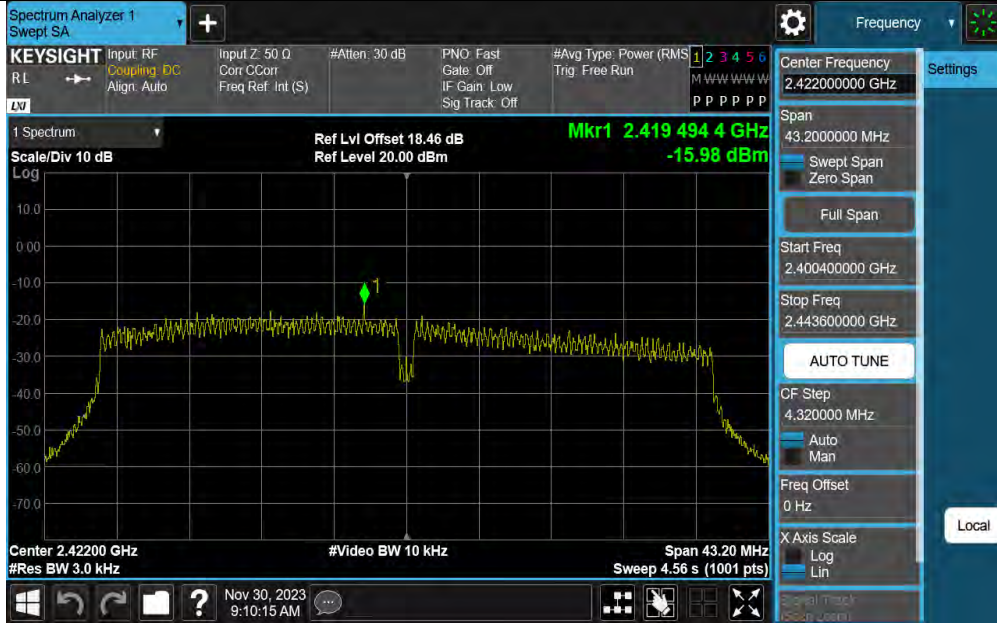 Spectrum Analyzer 1
Swept SA
+
Frequency
KEYSIGHT
R L
LXI
Input: RF
Coupling: DC
Align: Auto
Input Z: 50 Ω
Corr CCorr
Freq Ref: Int (S)
#Atten: 30 dB
PNO: Fast
Gate: Off
IF Gain: Low
Sig Track: Off
#Avg Type: Power (RMS
Trig: Free Run
1 2 3 4 5 6
M W W W W W
P P P P P P
Center Frequency
2.422000000 GHz
Settings
Span
43.2000000 MHz
Swept Span
Zero Span
Full Span
Start Freq
2.400400000 GHz
Stop Freq
2.443600000 GHz
AUTO TUNE
CF Step
4.320000 MHz
Auto
Man
Freq Offset
0 Hz
X Axis Scale
Log
Lin
Signal Track
(Span Zoom)
Local
1 Spectrum
Scale/Div 10 dB
Log
Ref Lvl Offset 18.46 dB
Ref Level 20.00 dBm
Mkr1 2.419 494 4 GHz
-15.98 dBm
10.0
0.00
-10.0
-20.0
-30.0
-40.0
-50.0
-60.0
-70.0
1
Center 2.42200 GHz
#Res BW 3.0 kHz
#Video BW 10 kHz
Span 43.20 MHz
Sweep 4.56 s (1001 pts)
?
Nov 30, 2023
9:10:15 AM